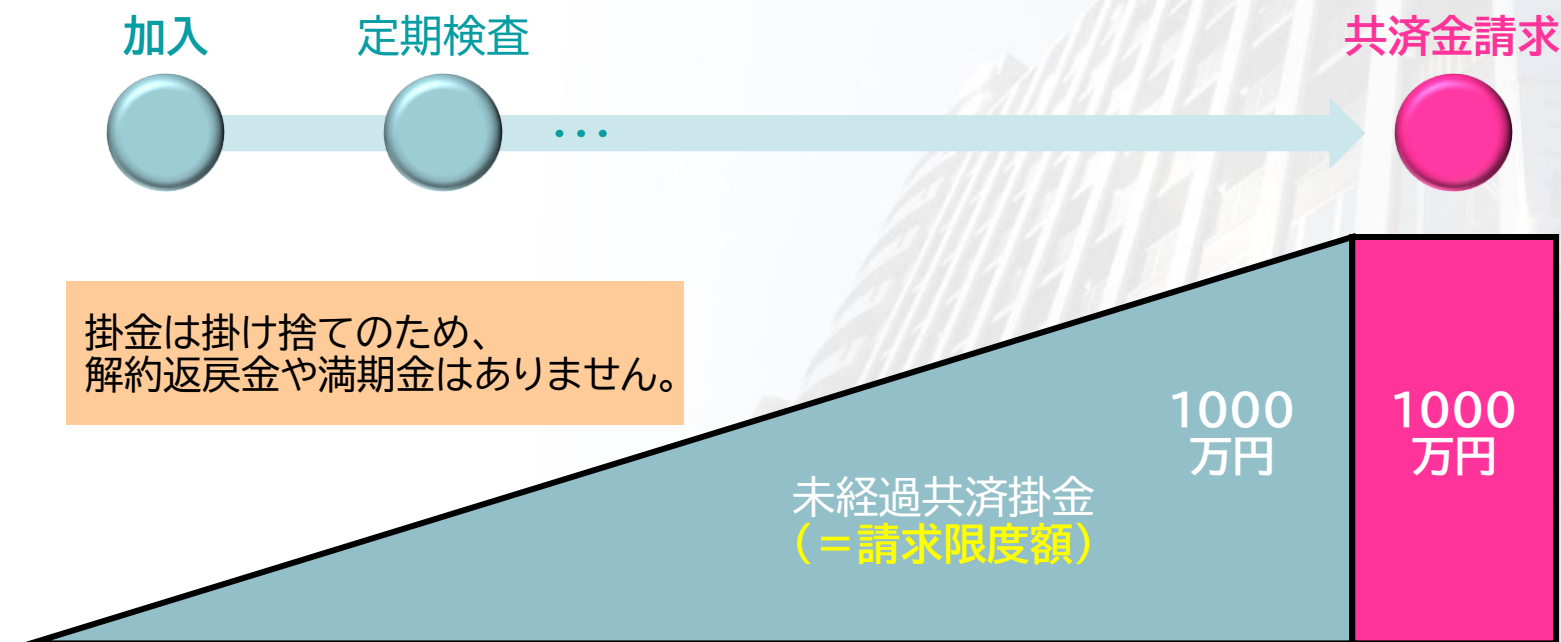 加入
定期検査
共済金請求
・・・
掛金は掛け捨てのため、
解約返戻金や満期金はありません。
1000
万円
1000
万円
未経過共済掛金
（＝請求限度額）